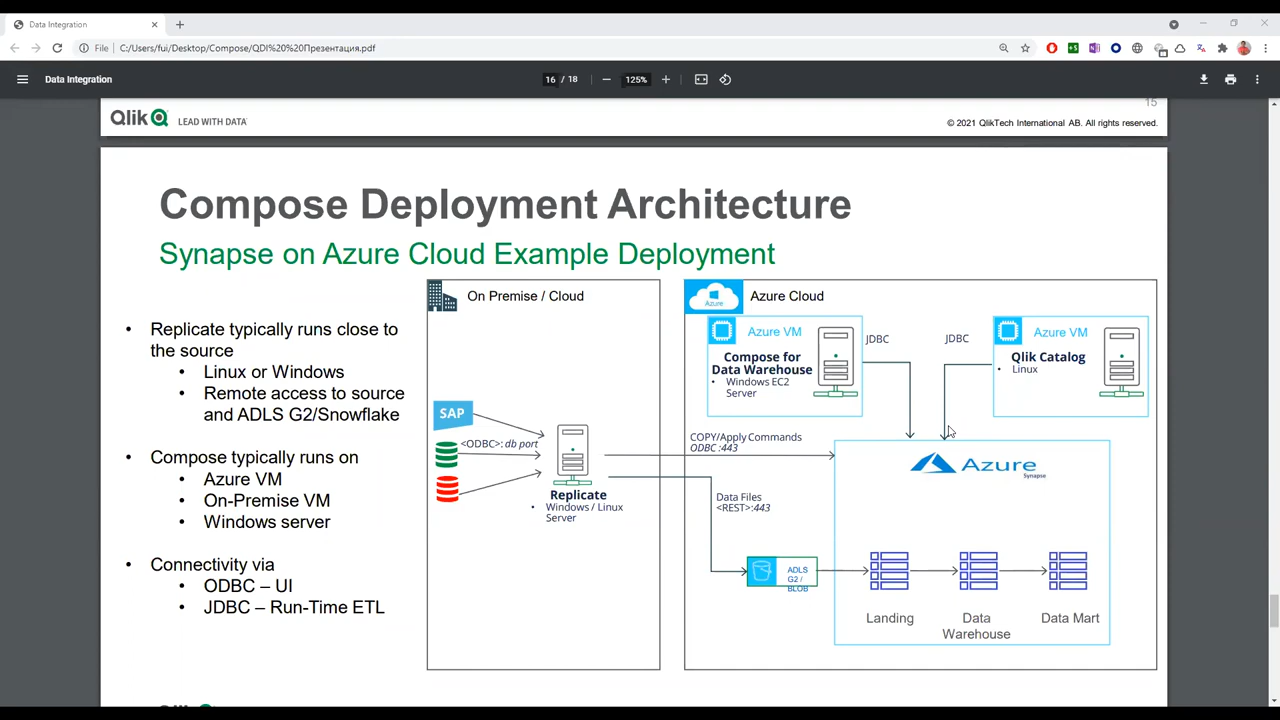 Data Integration
File
C:/Users/fui/Desktop/Compose/QDI%20%20Презентация.pdf
Data Integration
16 / 18
125%
15
Qlik
LEAD WITH DATA
© 2021 QlikTech International AB. All rights reserved.
Compose Deployment Architecture
Synapse on Azure Cloud Example Deployment
• Replicate typically runs close to
the source
• Linux or Windows
• Remote access to source
and ADLS G2/Snowflake
• Compose typically runs on
• Azure VM
• On-Premise VM
• Windows server
• Connectivity via
• ODBC – UI
• JDBC – Run-Time ETL
On Premise / Cloud
SAP
<ODBC>: db port
Replicate
• Windows / Linux
Server
Azure
Azure Cloud
Azure VM
Compose for
Data Warehouse
• Windows EC2
Server
JDBC
JDBC
Azure VM
Qlik Catalog
• Linux
COPY/Apply Commands
ODBC :443
Data Files
<REST>:443
ADLS
G2 /
BLOB
Azure
Synapse
Landing
Data
Warehouse
Data Mart